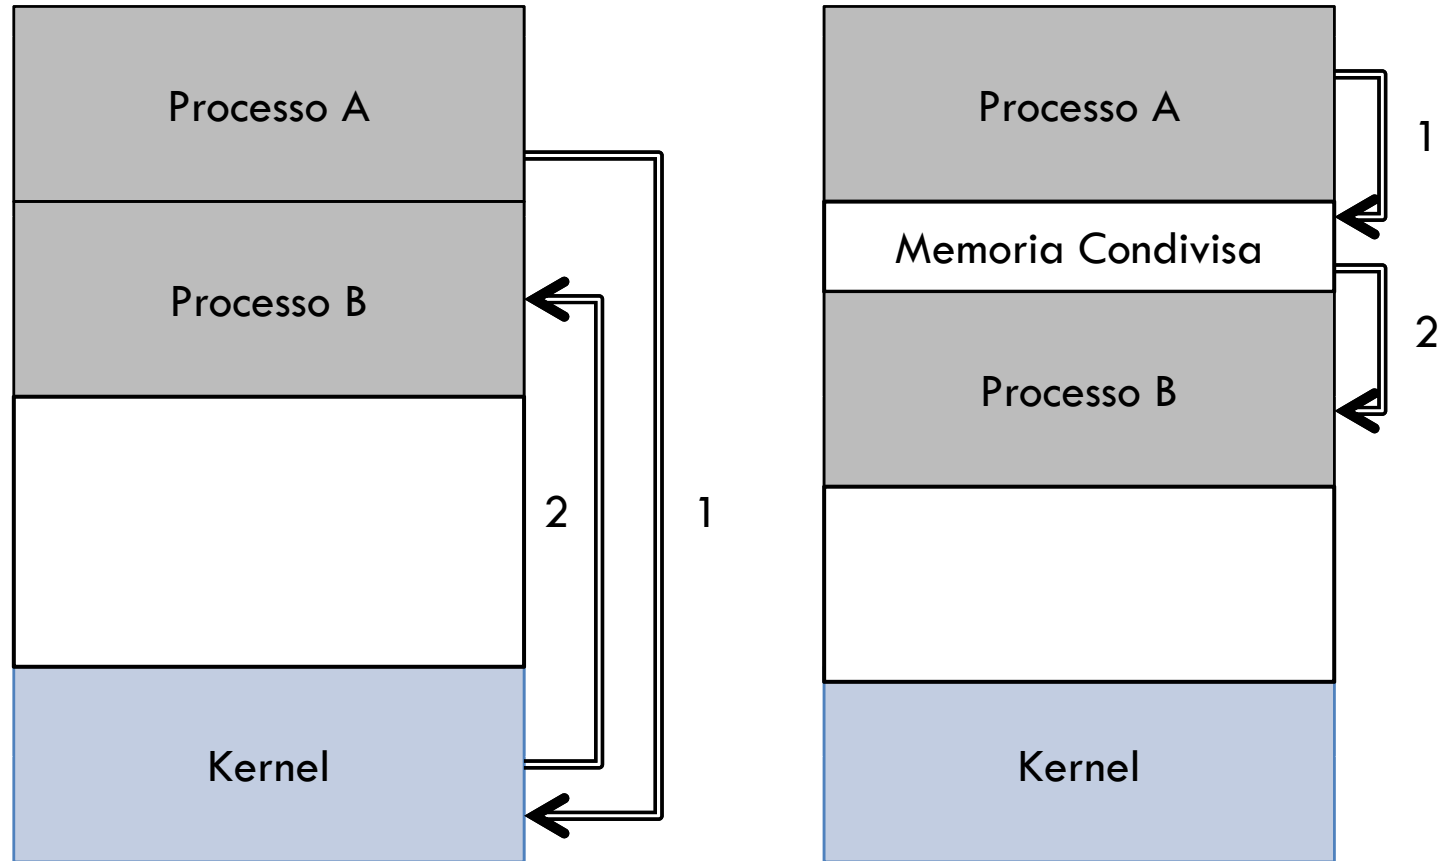 Processo A
Processo B
2
1
Kernel
Processo A
1
Memoria Condivisa
2
Processo B
Kernel